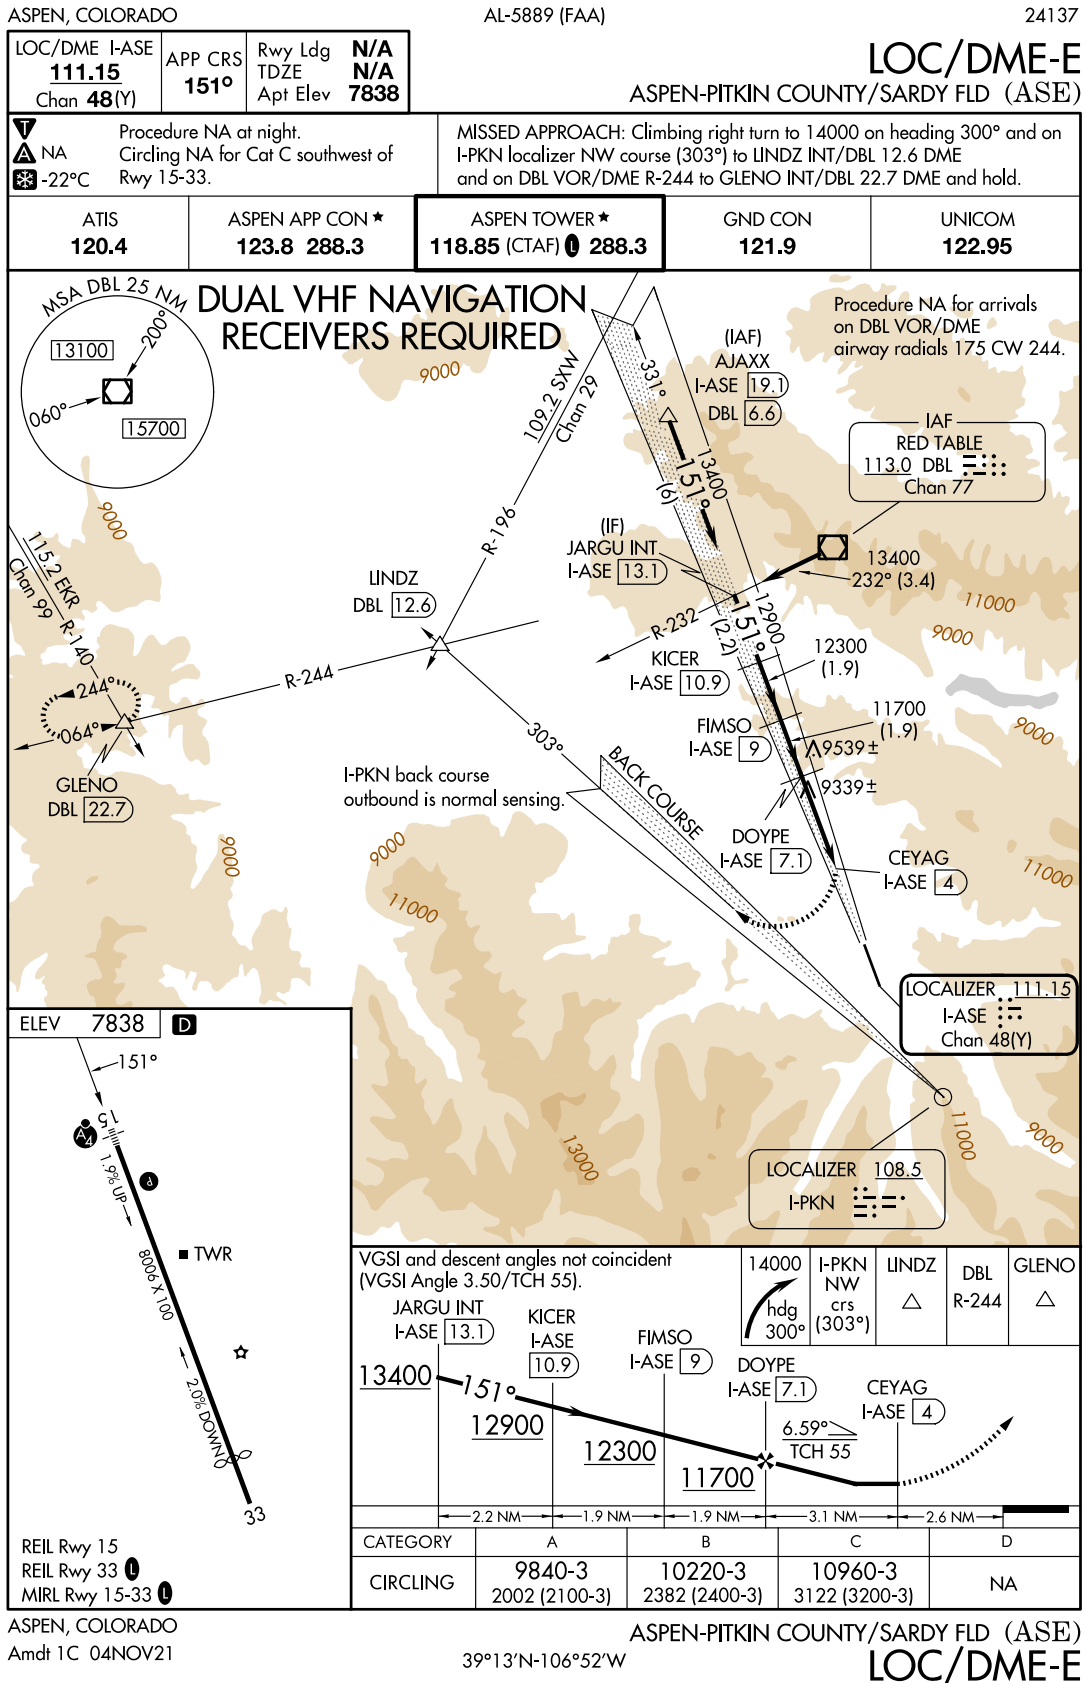 ASPEN, COLORADO
AL-5889 (FAA)
24137
LOC/DME I-ASE
111.15
Chan 48(Y)
APP CRS
151°
Rwy Ldg N/A
TDZE N/A
Apt Elev 7838
LOC/DME-E
ASPEN-PITKIN COUNTY/SARDY FLD (ASE)
T
A NA
-22°C
Procedure NA at night.
Circling NA for Cat C southwest of
Rwy 15-33.
MISSED APPROACH: Climbing right turn to 14000 on heading 300° and on
I-PKN localizer NW course (303°) to LINDZ INT/DBL 12.6 DME
and on DBL VOR/DME R-244 to GLENO INT/DBL 22.7 DME and hold.
ATIS
120.4
ASPEN APP CON ★
123.8 288.3
ASPEN TOWER ★
118.85 (CTAF) L 288.3
GND CON
121.9
UNICOM
122.95
MSA DBL 25 NM
13100
200°
060°
15700
DUAL VHF NAVIGATION
RECEIVERS REQUIRED
Procedure NA for arrivals
on DBL VOR/DME
airway radials 175 CW 244.
9000
109.2 SXW
Chan 29
R-196
331°
(IAF)
AJAXX
I-ASE 19.1
DBL 6.6
13400
151°
(6)
IAF
RED TABLE
113.0 DBL
Chan 77
9000
115.2 EKR
Chan 99
R-140
(IF)
JARGU INT
I-ASE 13.1
13400
232° (3.4)
11000
9000
LINDZ
DBL 12.6
R-232
151°
12900
(2.2)
12300
(1.9)
KICER
I-ASE 10.9
R-244
244°
064°
GLENO
DBL 22.7
303°
FIMSO
I-ASE 9
11700
(1.9)
9539±
9339±
9000
I-PKN back course
outbound is normal sensing.
BACK COURSE
DOYPE
I-ASE 7.1
CEYAG
I-ASE 4
9000
9000
11000
11000
LOCALIZER 111.15
I-ASE
Chan 48(Y)
11000
9000
13000
LOCALIZER 108.5
I-PKN
ELEV 7838 D
151°
15
A4
1.9% UP
P
TWR
8006 X 100
2.0% DOWN
33
REIL Rwy 15
REIL Rwy 33 L
MIRL Rwy 15-33 L
VGSI and descent angles not coincident
(VGSI Angle 3.50/TCH 55).
14000
hdg
300°
I-PKN
NW
crs
(303°)
LINDZ
DBL
R-244
GLENO
JARGU INT
I-ASE 13.1
KICER
I-ASE
10.9
FIMSO
I-ASE 9
DOYPE
I-ASE 7.1
CEYAG
I-ASE 4
13400
151°
12900
12300
11700
6.59°
TCH 55
2.2 NM
1.9 NM
1.9 NM
3.1 NM
2.6 NM
CATEGORY A B C D
CIRCLING
9840-3
2002 (2100-3)
10220-3
2382 (2400-3)
10960-3
3122 (3200-3)
NA
ASPEN, COLORADO
Amdt 1C 04NOV21
39°13'N-106°52'W
ASPEN-PITKIN COUNTY/SARDY FLD (ASE)
LOC/DME-E